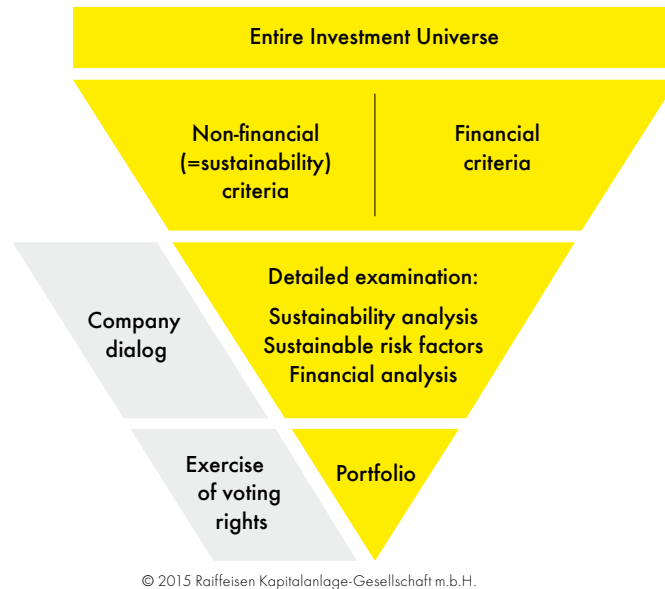 Entire Investment Universe
Non-financial
(=sustainability)
criteria
Financial
criteria
Company
dialog
Detailed examination:
Sustainability analysis
Sustainable risk factors
Financial analysis
Exercise
of voting
rights
Portfolio
© 2015 Raiffeisen Kapitalanlage-Gesellschaft m.b.H.